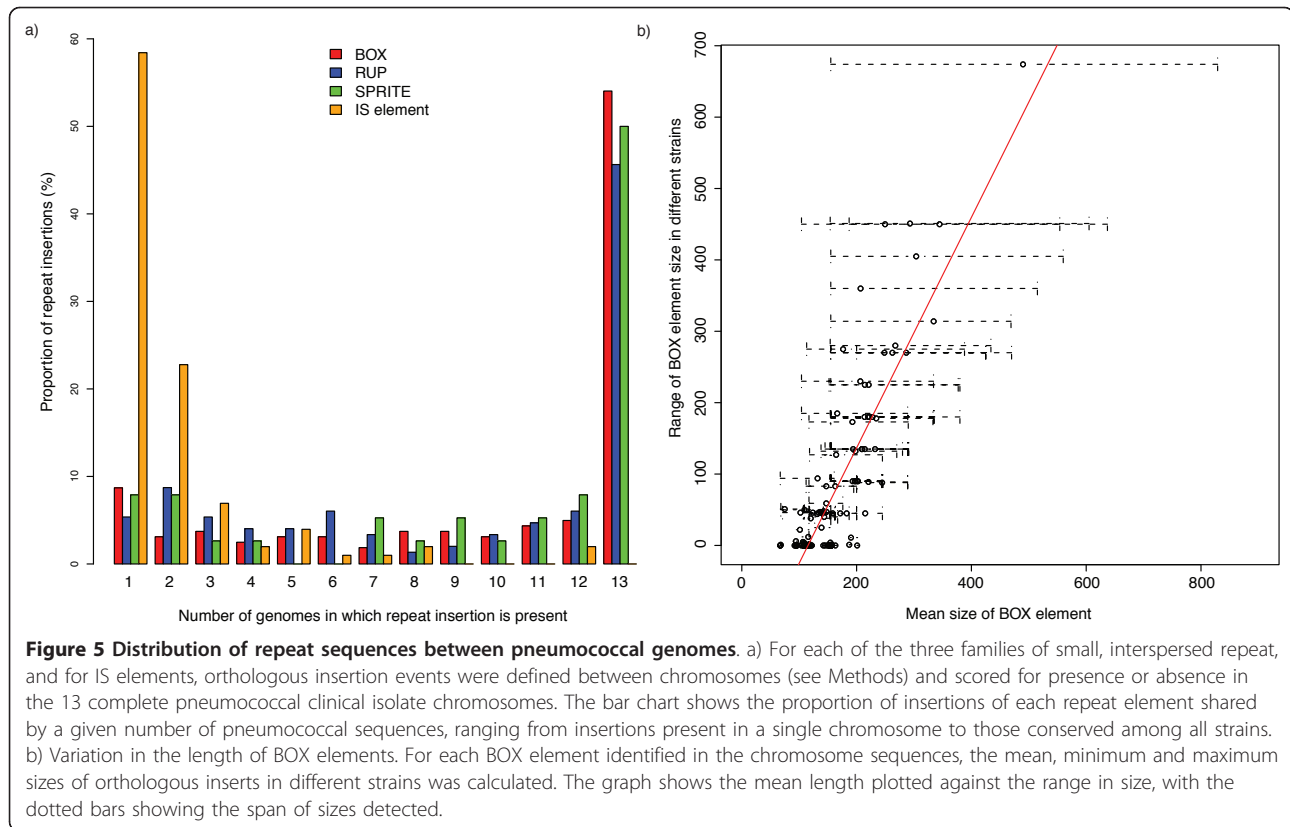 a)
60
50
40
30
20
10
0
Proportion of repeat insertions (%)
BOX
RUP
SPRITE
IS element
1 2 3 4 5 6 7 8 9 10 11 12 13
Number of genomes in which repeat insertion is present
b)
700
600
500
400
300
200
100
0
Range of BOX element size in different strains
0 200 400 600 800
Mean size of BOX element
Figure 5 Distribution of repeat sequences between pneumococcal genomes. a) For each of the three families of small, interspersed repeat,
and for IS elements, orthologous insertion events were defined between chromosomes (see Methods) and scored for presence or absence in
the 13 complete pneumococcal clinical isolate chromosomes. The bar chart shows the proportion of insertions of each repeat element shared
by a given number of pneumococcal sequences, ranging from insertions present in a single chromosome to those conserved among all strains.
b) Variation in the length of BOX elements. For each BOX element identified in the chromosome sequences, the mean, minimum and maximum
sizes of orthologous inserts in different strains was calculated. The graph shows the mean length plotted against the range in size, with the
dotted bars showing the span of sizes detected.